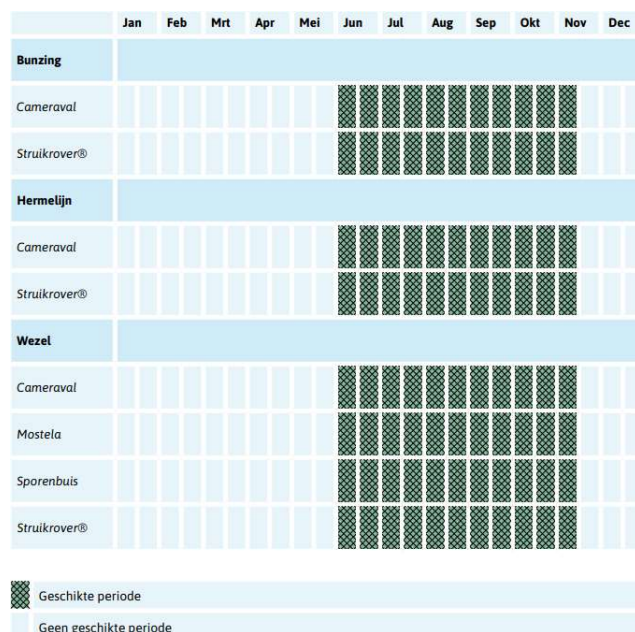 Jan Feb Mrt Apr Mei Jun Jul Aug Sep Okt Nov Dec
Bunzing
Cameraval
Struikrover®
Hermelijn
Cameraval
Struikrover®
Wezel
Cameraval
Mostela
Sporenbuis
Struikrover®
Geschikte periode
Geen geschikte periode